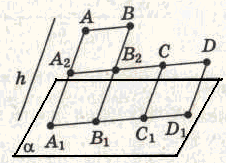 A B
h A₂ B₂ C D
α A₁ B₁ C₁ D₁